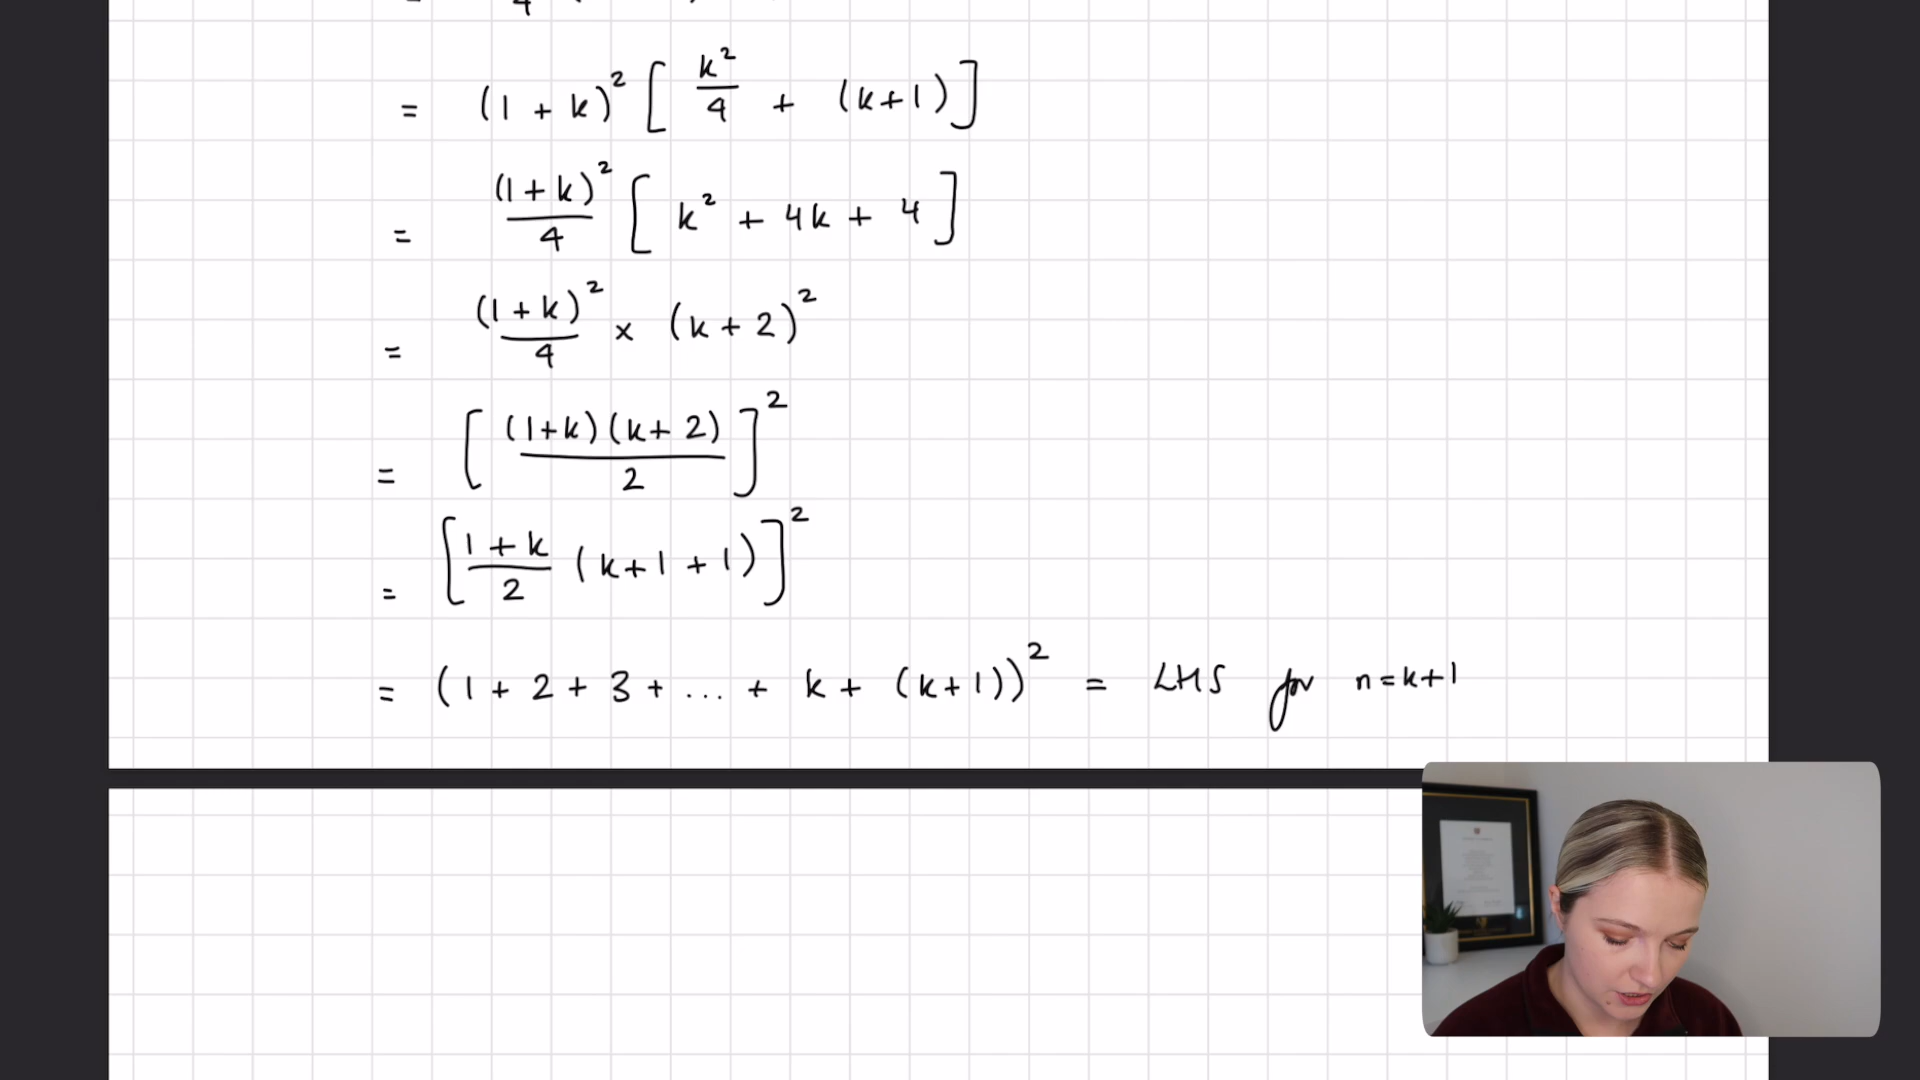 = (1 + k)² [ k²/4 + (k+1) ]
= (1+k)²/4 [ k² + 4k + 4 ]
= (1+k)²/4 × (k+2)²
= [ (1+k)(k+2)/2 ]²
= [ 1+k/2 (k+1+1) ]²
= (1 + 2 + 3 + ... + k + (k+1))² = LHS for n=k+1